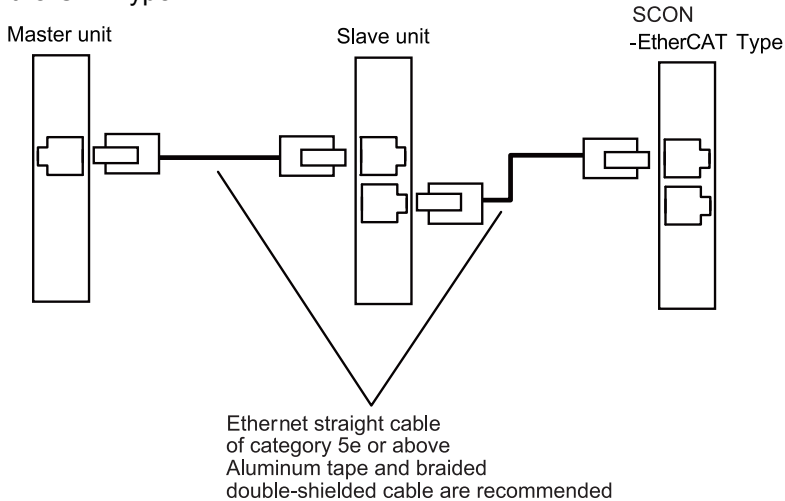 Master unit
Slave unit
SCON
-EtherCAT Type
Ethernet straight cable
of category 5e or above
Aluminum tape and braided
double-shielded cable are recommended